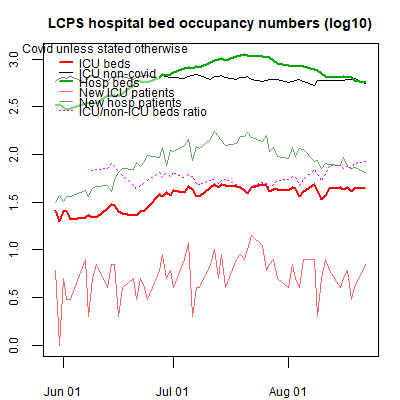 LCPS hospital bed occupancy numbers (log10)
Covid unless stated otherwise
ICU beds
ICU non-covid
Hosp beds
New ICU patients
New hosp patients
ICU/non-ICU beds ratio
3.0
2.5
2.0
1.5
1.0
0.5
0.0
Jun 01
Jul 01
Aug 01